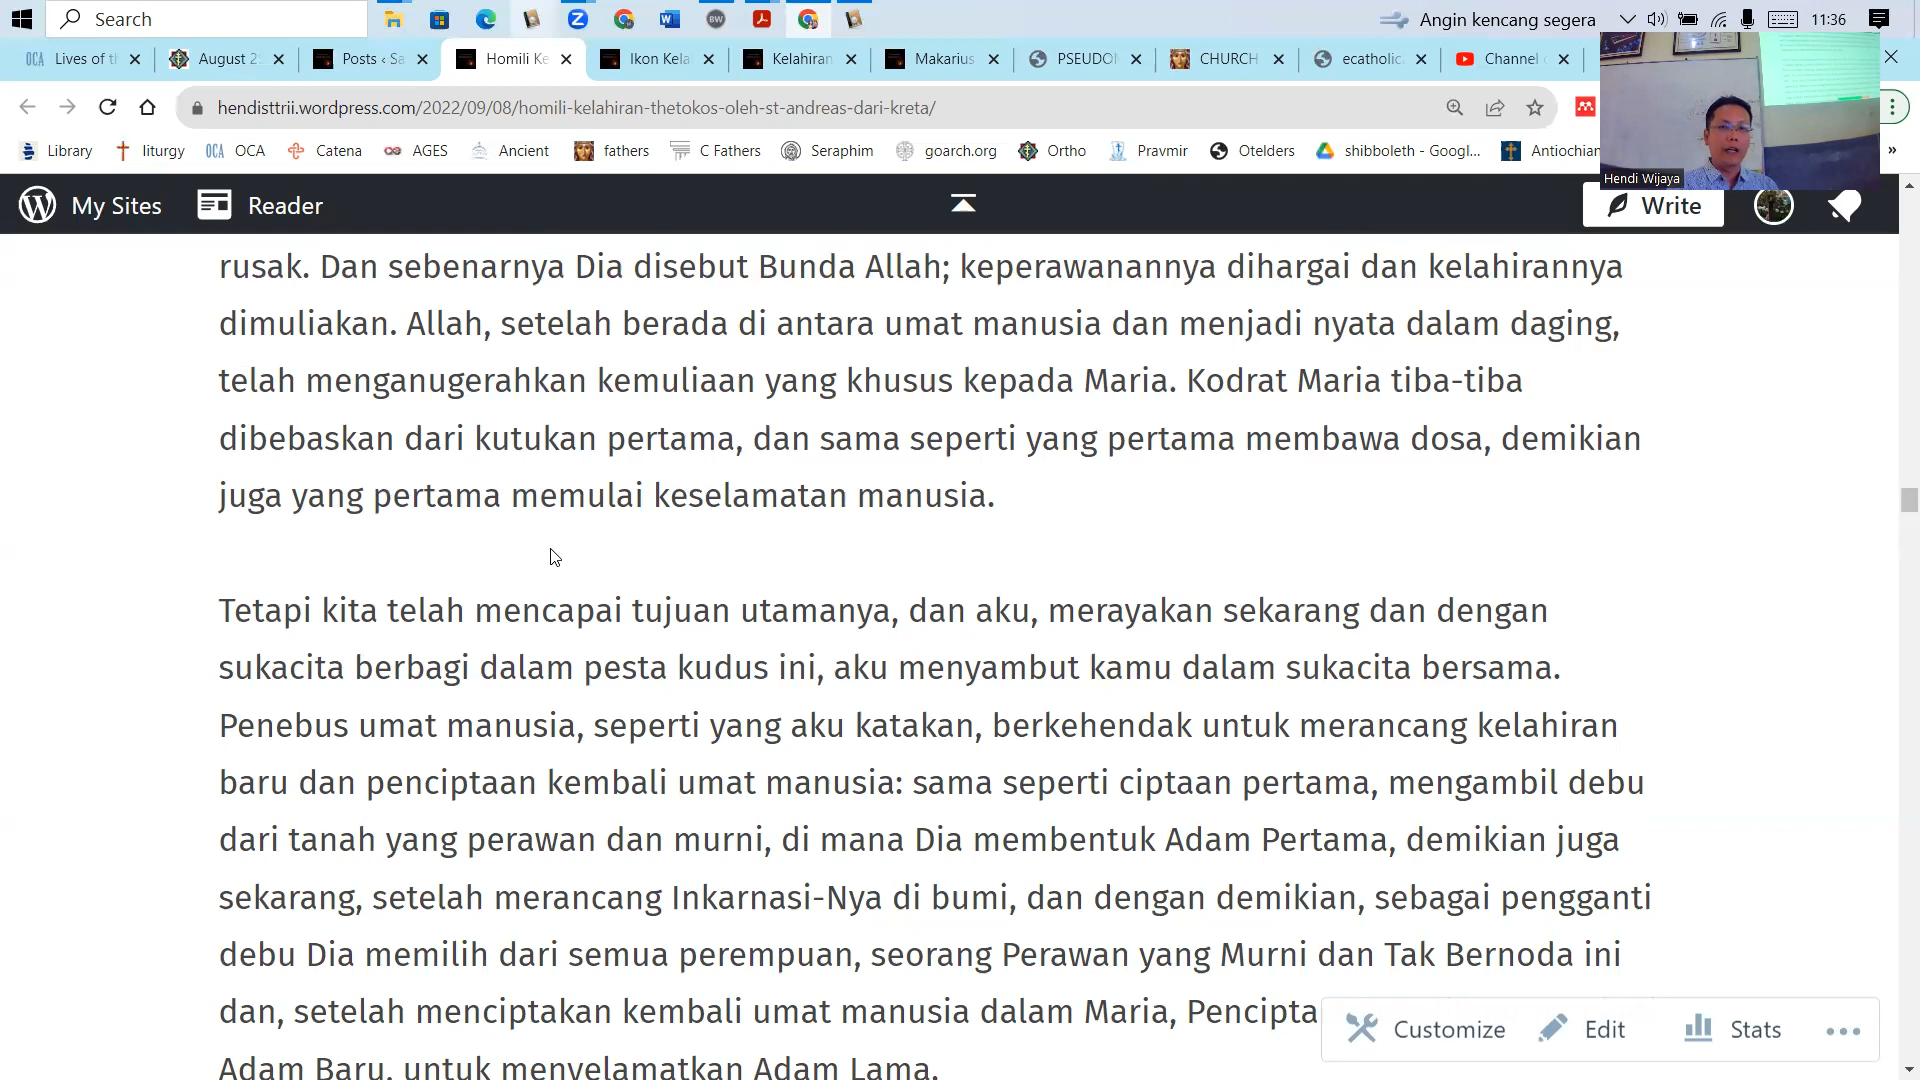 Search
Angin kencang segera
11:36
Lives of th
August 2
Posts ‹ Sa
Homili Ke
Ikon Kela
Kelahiran
Makarius
PSEUDO
CHURCH
ecatholic
Channel
hendisttrii.wordpress.com/2022/09/08/homili-kelahiran-thetokos-oleh-st-andreas-dari-kreta/
Library
liturgy
OCA OCA
Catena
AGES
Ancient
fathers
C Fathers
Seraphim
goarch.org
Ortho
Pravmir
Otelders
shibboleth - Googl...
Antiochian
»
Hendi Wijaya
My Sites
Reader
Write
rusak. Dan sebenarnya Dia disebut Bunda Allah; keperawanannya dihargai dan kelahirannya
dimuliakan. Allah, setelah berada di antara umat manusia dan menjadi nyata dalam daging,
telah menganugerahkan kemuliaan yang khusus kepada Maria. Kodrat Maria tiba-tiba
dibebaskan dari kutukan pertama, dan sama seperti yang pertama membawa dosa, demikian
juga yang pertama memulai keselamatan manusia.
Tetapi kita telah mencapai tujuan utamanya, dan aku, merayakan sekarang dan dengan
sukacita berbagi dalam pesta kudus ini, aku menyambut kamu dalam sukacita bersama.
Penebus umat manusia, seperti yang aku katakan, berkehendak untuk merancang kelahiran
baru dan penciptaan kembali umat manusia: sama seperti ciptaan pertama, mengambil debu
dari tanah yang perawan dan murni, di mana Dia membentuk Adam Pertama, demikian juga
sekarang, setelah merancang Inkarnasi-Nya di bumi, dan dengan demikian, sebagai pengganti
debu Dia memilih dari semua perempuan, seorang Perawan yang Murni dan Tak Bernoda ini
dan, setelah menciptakan kembali umat manusia dalam Maria, Pencipta
Adam Baru, untuk menyelamatkan Adam Lama.
Customize
Edit
Stats